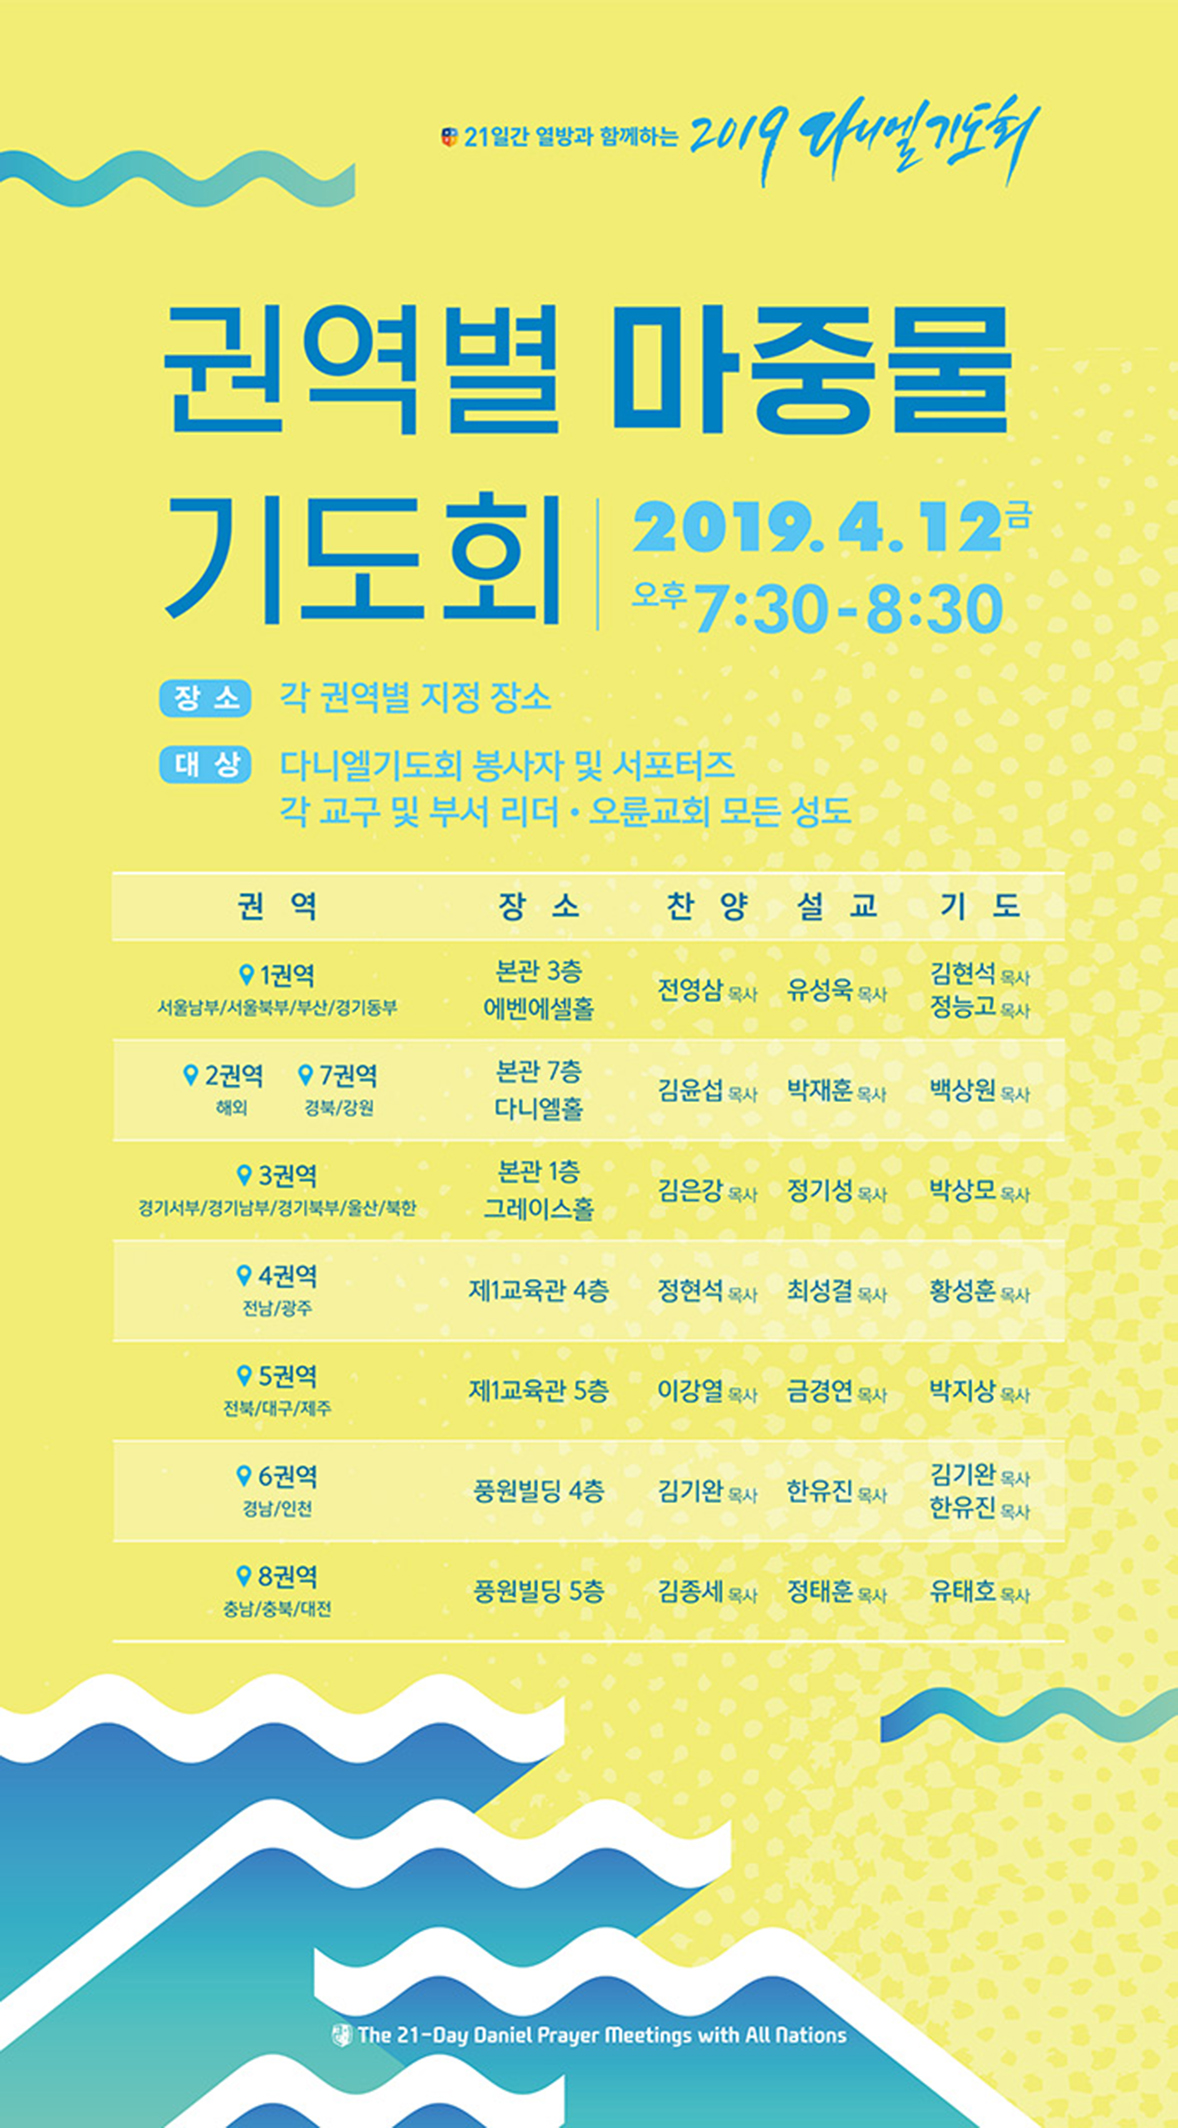 21일간 열방과 함께하는 2019 다니엘기도회
권역별 마중물
기도회
2019. 4. 12 금
오후 7:30-8:30
장 소 각 권역별 지정 장소
대 상 다니엘기도회 봉사자 및 서포터즈
각 교구 및 부서 리더 • 오륜교회 모든 성도
권 역 장 소 찬 양 설 교 기 도
1권역
서울남부/서울북부/부산/경기동부
본관 3층
에벤에셀홀
전영삼 목사
유성욱 목사
김현석 목사
정능고 목사
2권역
해외
7권역
경북/강원
본관 7층
다니엘홀
김윤섭 목사
박재훈 목사
백상원 목사
3권역
경기서부/경기남부/경기북부/울산/북한
본관 1층
그레이스홀
김은강 목사
정기성 목사
박상모 목사
4권역
전남/광주
제1교육관 4층
정현석 목사
최성결 목사
황성훈 목사
5권역
전북/대구/제주
제1교육관 5층
이강열 목사
금경연 목사
박지상 목사
6권역
경남/인천
풍원빌딩 4층
김기완 목사
한유진 목사
김기완 목사
한유진 목사
8권역
충남/충북/대전
풍원빌딩 5층
김종세 목사
정태훈 목사
유태호 목사
The 21-Day Daniel Prayer Meetings with All Nations